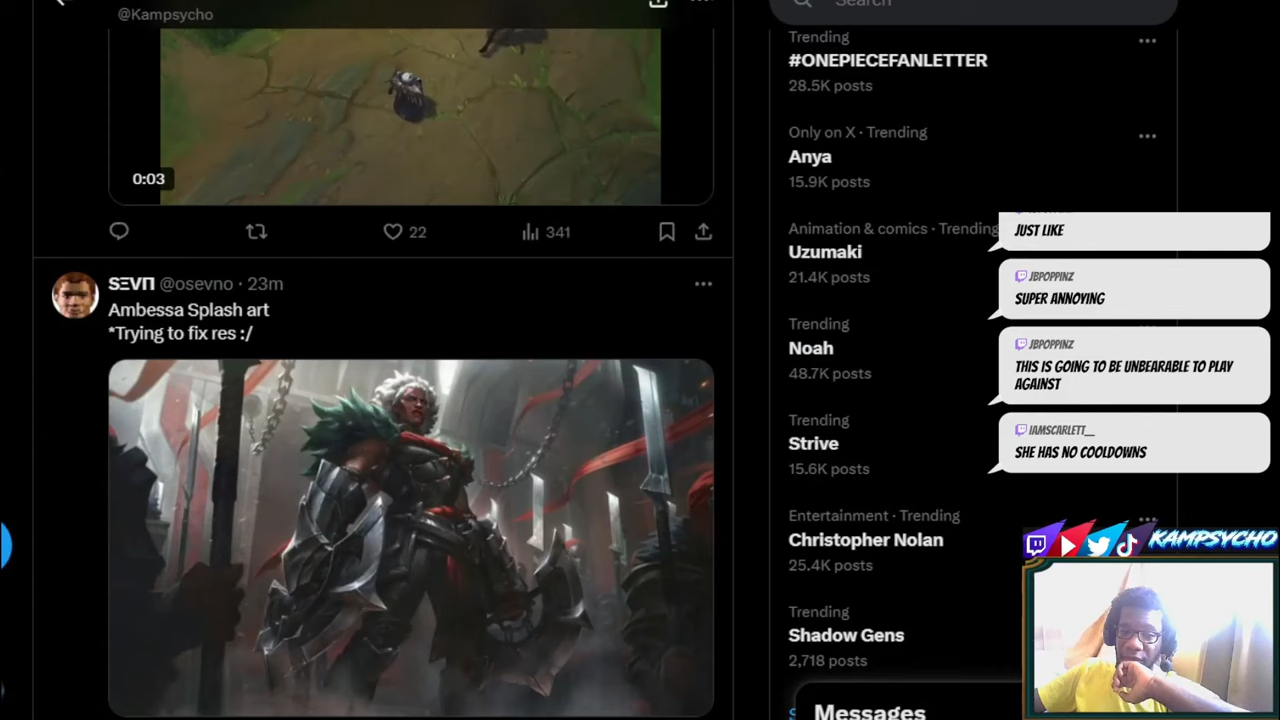 @Kampsycho
0:03
22
341
SΞVП @osevno · 23m
Ambessa Splash art
*Trying to fix res :/
Search
Trending
#ONEPIECEFANLETTER
28.5K posts
Only on X · Trending
Anya
15.9K posts
Animation & comics · Trending
Uzumaki
21.4K posts
Trending
Noah
48.7K posts
Trending
Strive
15.6K posts
Entertainment · Trending
Christopher Nolan
25.4K posts
Trending
Shadow Gens
2,718 posts
Messages
JUST LIKE
JBPOPPINZ
SUPER ANNOYING
JBPOPPINZ
THIS IS GOING TO BE UNBEARABLE TO PLAY
AGAINST
IAMSCARLETT__
SHE HAS NO COOLDOWNS
KAMPSYCHO